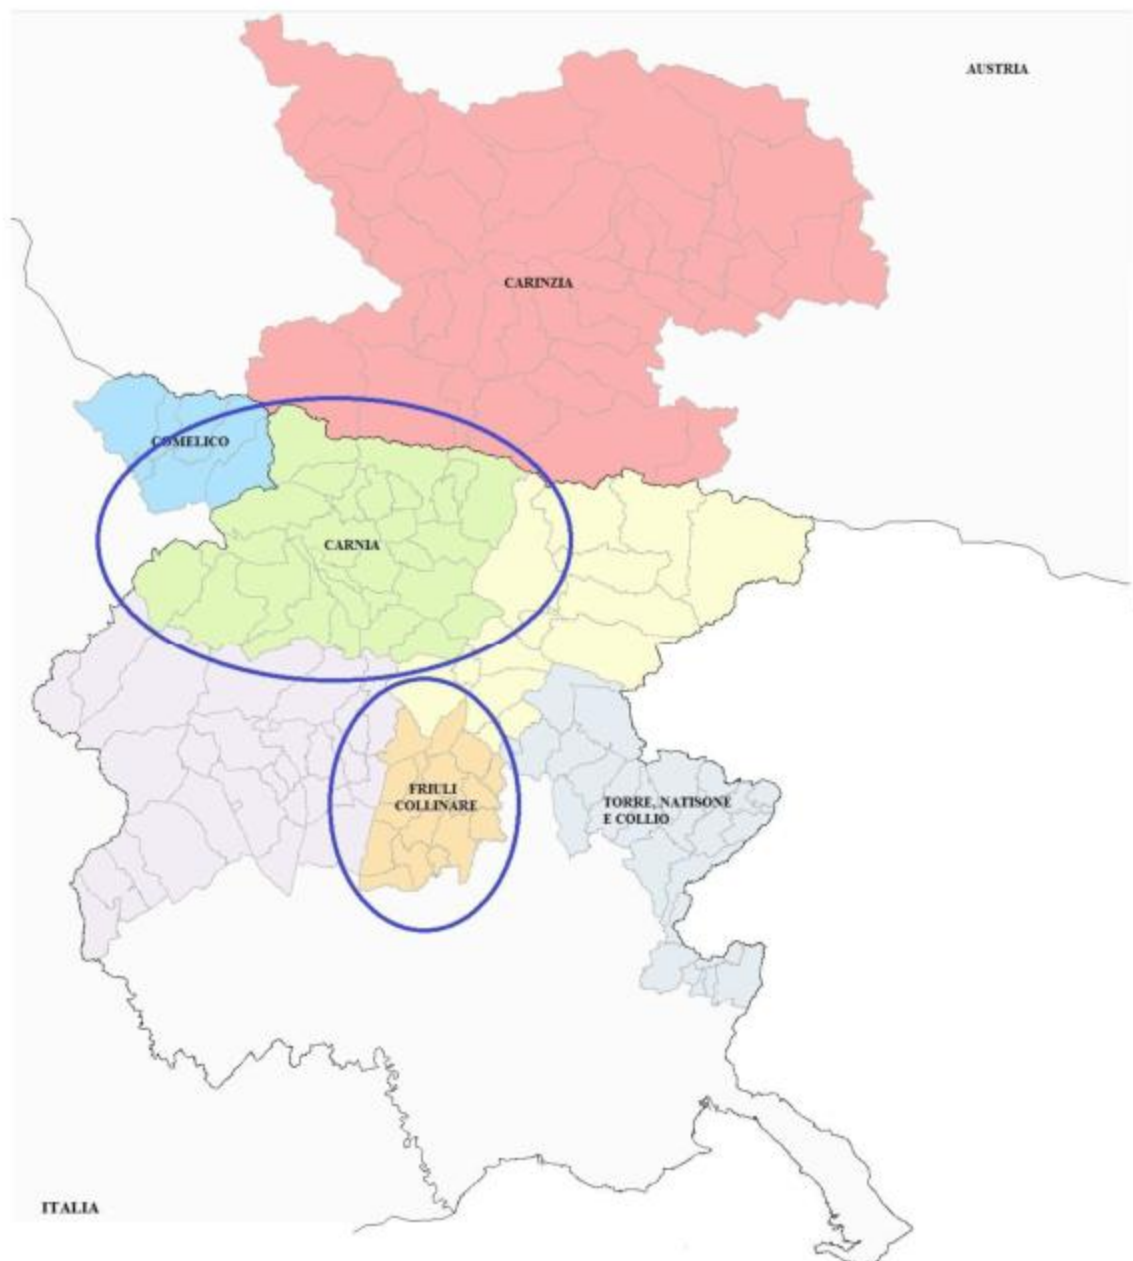 AUSTRIA
CARINZIA
COMELICO
CARNIA
FRIULI
COLLINARE
TORRE, NATISONE
E COLLIO
ITALIA